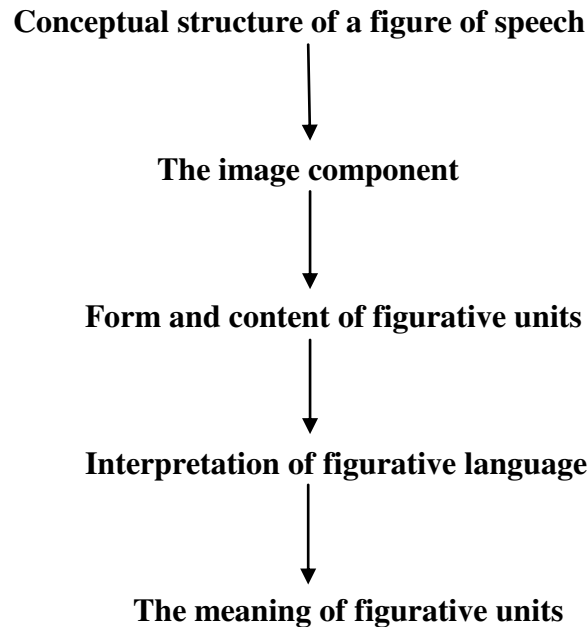 Conceptual structure of a figure of speech
The image component
Form and content of figurative units
Interpretation of figurative language
The meaning of figurative units